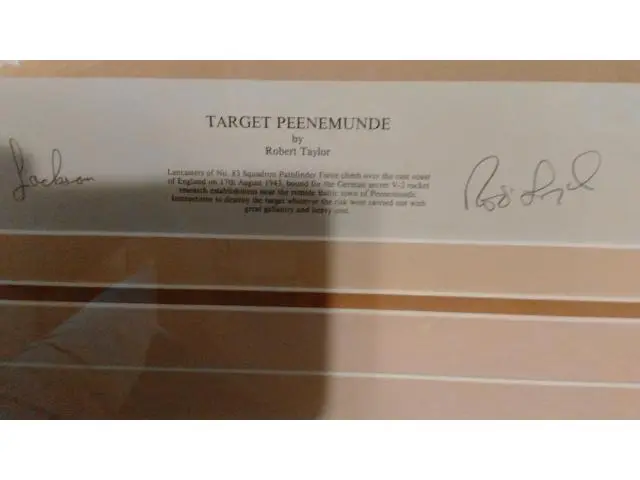 TARGET PEENEMUNDE
by
Robert Taylor
Lancasters of No. 83 Squadron Pathfinder Force climb over the east coast
of England on 17th August 1943, bound for the German secret V-2 rocket
research establishment near the remote Baltic town of Peenemunde.
Instructions to destroy the target whatever the risk were carried out with
great gallantry and heavy cost.
Jackson